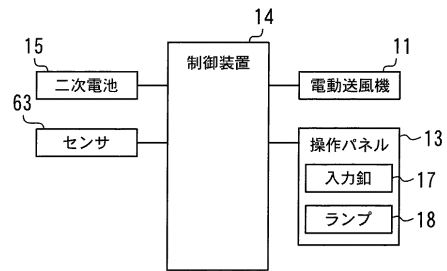 14
制御装置
15
二次電池
63
センサ
11
電動送風機
13
操作パネル
入力釦
17
ランプ
18